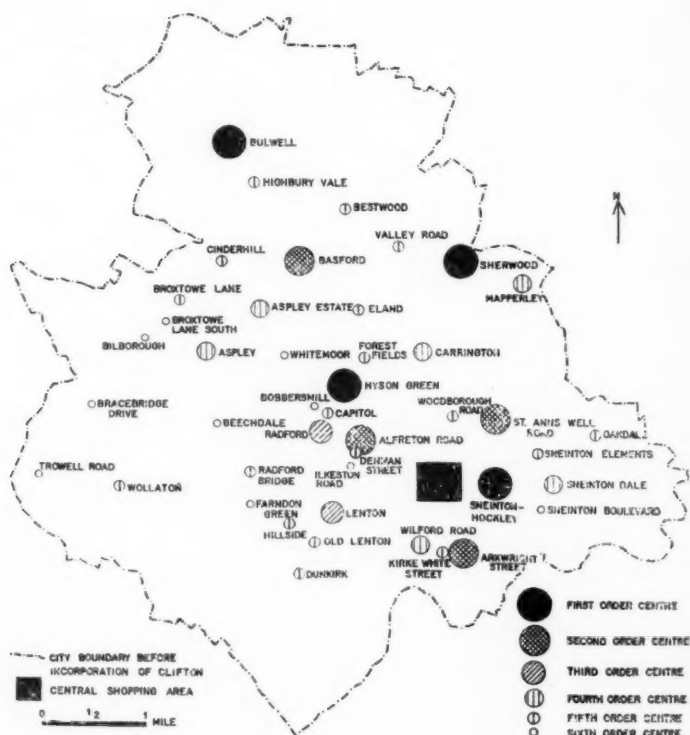 BULWELL
HIGHBURY VALE
BESTWOOD
VALLEY ROAD
N
CINDERHILL
BASFORD
SHERWOOD
MAPPERLEY
BROXTOWE LANE
ASPLEY ESTATE
ELAND
BROXTOWE
LANE SOUTH
BILBOROUGH
ASPLEY
WHITEMOOR
FOREST
FIELDS
CARRINGTON
HYSON GREEN
BRACEBRIDGE
DRIVE
BOBBERSMILL
CAPITOL
WOODBOROUGH
ROAD
BEECHDALE
RADFORD
ALFRETON ROAD
ST. ANNS WELL
ROAD
OAKDALE
DENMAN
STREET
SNEINTON ELEMENTS
TROWELL ROAD
WOLLATON
RADFORD
BRIDGE
ILKESTON
ROAD
SNEINTON-
HOCKLEY
SNEINTON DALE
FARNDON
GREEN
LENTON
SNEINTON BOULEVARD
HILLSIDE
OLD LENTON
WILFORD ROAD
KIRKE WHITE
STREET
ARKWRIGHT
STREET
DUNKIRK
FIRST ORDER CENTRE
SECOND ORDER CENTRE
THIRD ORDER CENTRE
FOURTH ORDER CENTRE
FIFTH ORDER CENTRE
SIXTH ORDER CENTRE
CITY BOUNDARY BEFORE
INCORPORATION OF CLIFTON
CENTRAL SHOPPING AREA
0 1/2 1
MILE